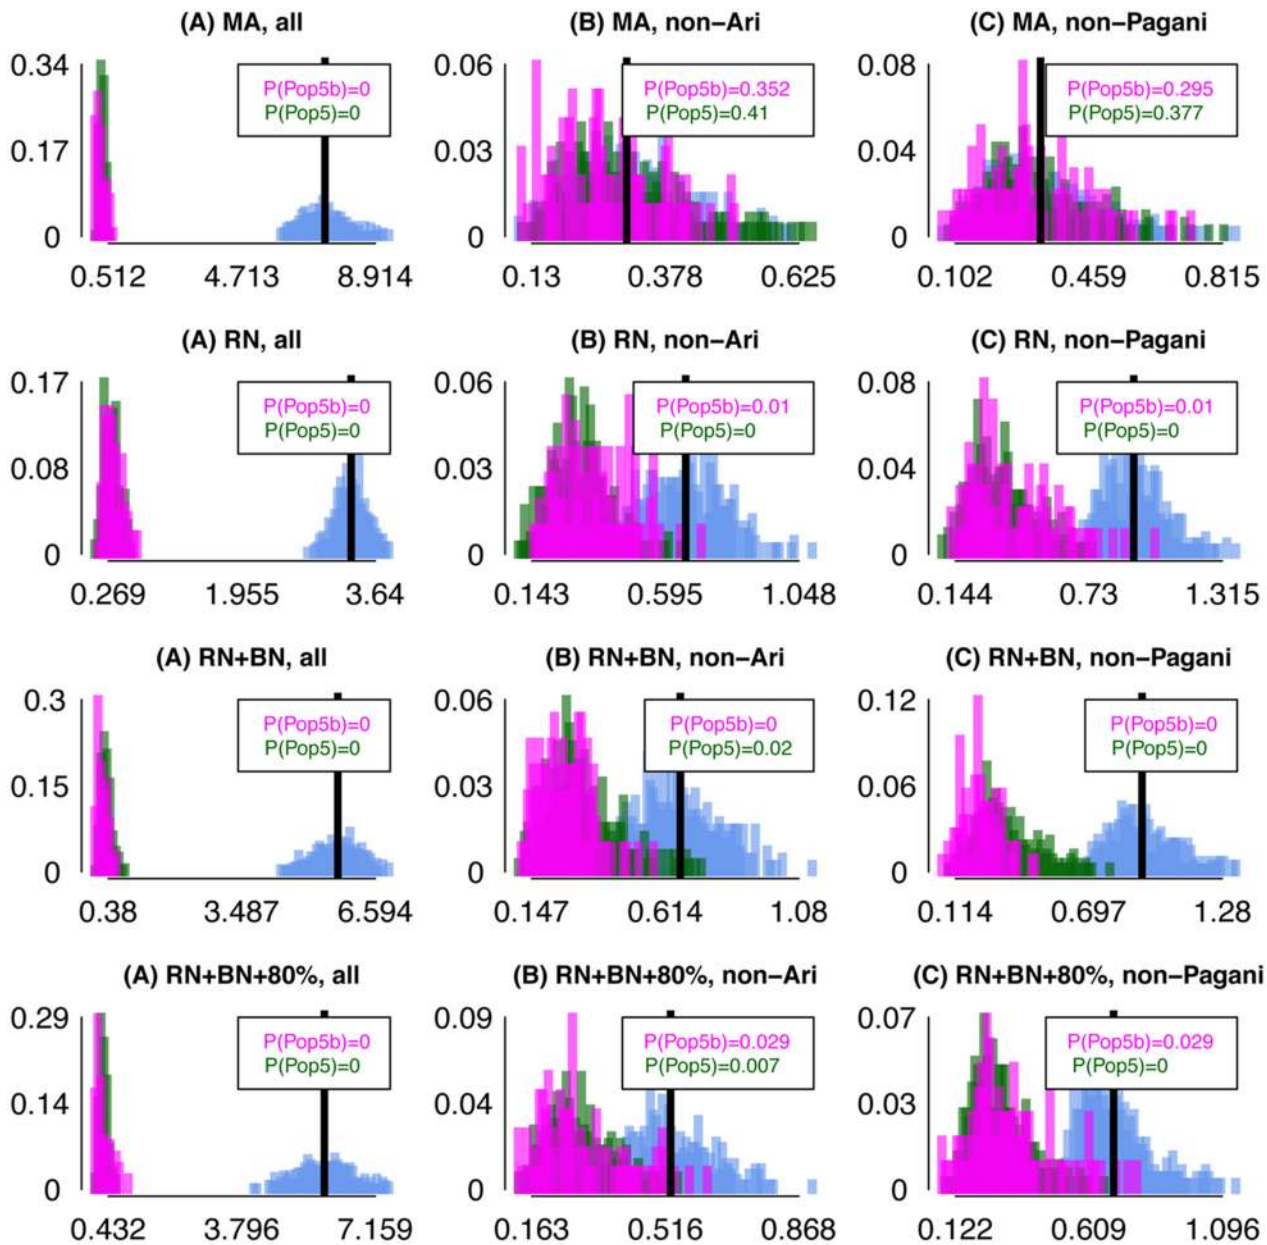 (A) MA, all
(B) MA, non−Ari
(C) MA, non−Pagani
0.34
0.17
0
P(Pop5b)=0
P(Pop5)=0
0.512 4.713 8.914
0.06
0.03
0
P(Pop5b)=0.352
P(Pop5)=0.41
0.13 0.378 0.625
0.08
0.04
0
P(Pop5b)=0.295
P(Pop5)=0.377
0.102 0.459 0.815
(A) RN, all
(B) RN, non−Ari
(C) RN, non−Pagani
0.17
0.08
0
P(Pop5b)=0
P(Pop5)=0
0.269 1.955 3.64
0.06
0.03
0
P(Pop5b)=0.01
P(Pop5)=0
0.143 0.595 1.048
0.08
0.04
0
P(Pop5b)=0.01
P(Pop5)=0
0.144 0.73 1.315
(A) RN+BN, all
(B) RN+BN, non−Ari
(C) RN+BN, non−Pagani
0.3
0.15
0
P(Pop5b)=0
P(Pop5)=0
0.38 3.487 6.594
0.06
0.03
0
P(Pop5b)=0
P(Pop5)=0.02
0.147 0.614 1.08
0.12
0.06
0
P(Pop5b)=0
P(Pop5)=0
0.114 0.697 1.28
(A) RN+BN+80%, all
(B) RN+BN+80%, non−Ari
(C) RN+BN+80%, non−Pagani
0.29
0.14
0
P(Pop5b)=0
P(Pop5)=0
0.432 3.796 7.159
0.09
0.04
0
P(Pop5b)=0.029
P(Pop5)=0.007
0.163 0.516 0.868
0.07
0.03
0
P(Pop5b)=0.029
P(Pop5)=0
0.122 0.609 1.096